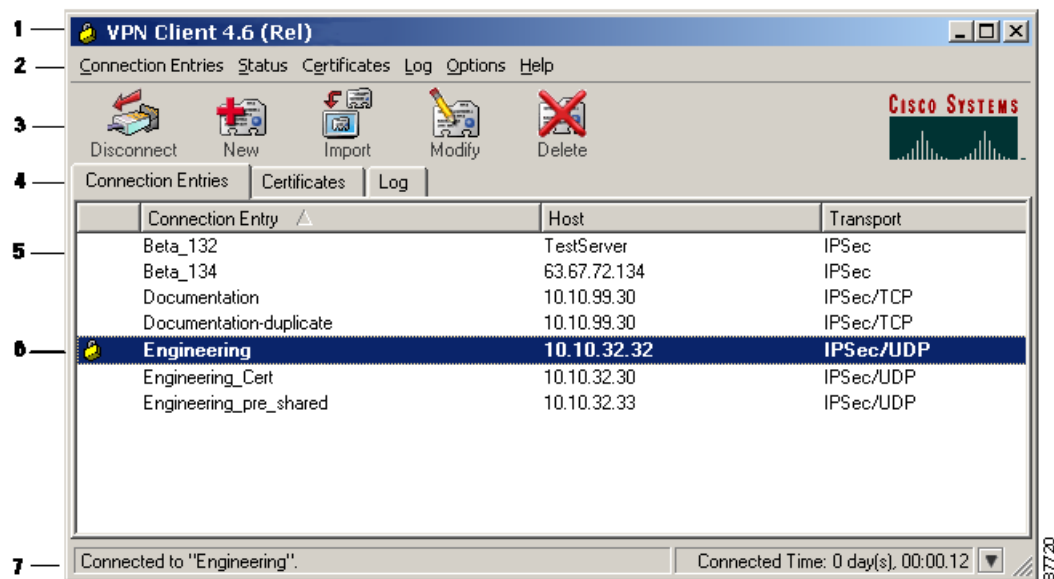 1
VPN Client 4.6 (Rel)
2
Connection Entries Status Certificates Log Options Help
3
Disconnect New Import Modify Delete
CISCO SYSTEMS
4
Connection Entries Certificates Log
Connection Entry Host Transport
5
Beta_132 TestServer IPSec
Beta_134 63.67.72.134 IPSec
Documentation 10.10.99.30 IPSec/TCP
Documentation-duplicate 10.10.99.30 IPSec/TCP
6
Engineering 10.10.32.32 IPSec/UDP
Engineering_Cert 10.10.32.30 IPSec/UDP
Engineering_pre_shared 10.10.32.33 IPSec/UDP
7
Connected to "Engineering". Connected Time: 0 day(s), 00:00.12